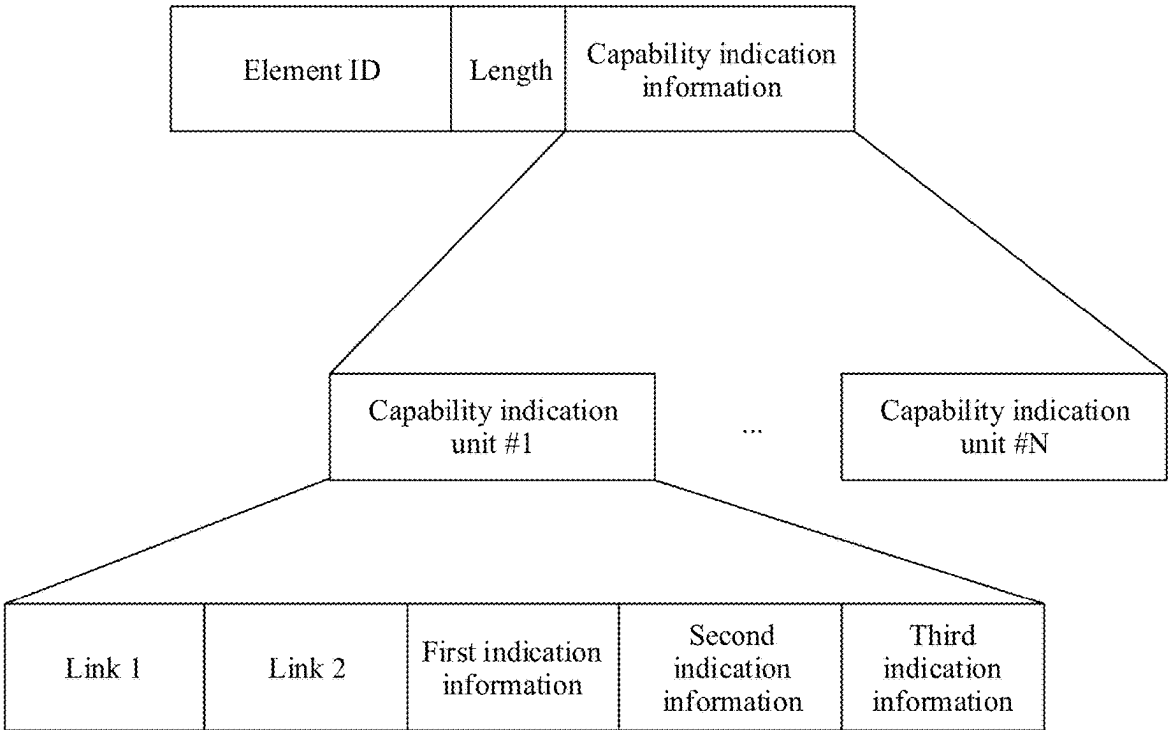 Element ID
Length
Capability indication
information
Capability indication
unit #1
...
Capability indication
unit #N
Link 1
Link 2
First indication
information
Second
indication
information
Third
indication
information